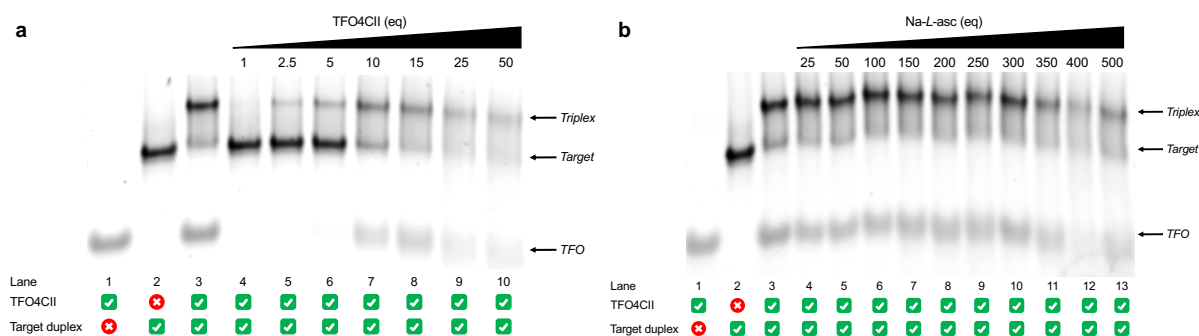 a
TFO4CII (eq)
1 2.5 5 10 15 25 50
Triplex
Target
TFO
Lane 1 2 3 4 5 6 7 8 9 10
TFO4CII
Target duplex
b
Na-L-asc (eq)
25 50 100 150 200 250 300 350 400 500
Triplex
Target
TFO
Lane 1 2 3 4 5 6 7 8 9 10 11 12 13
TFO4CII
Target duplex